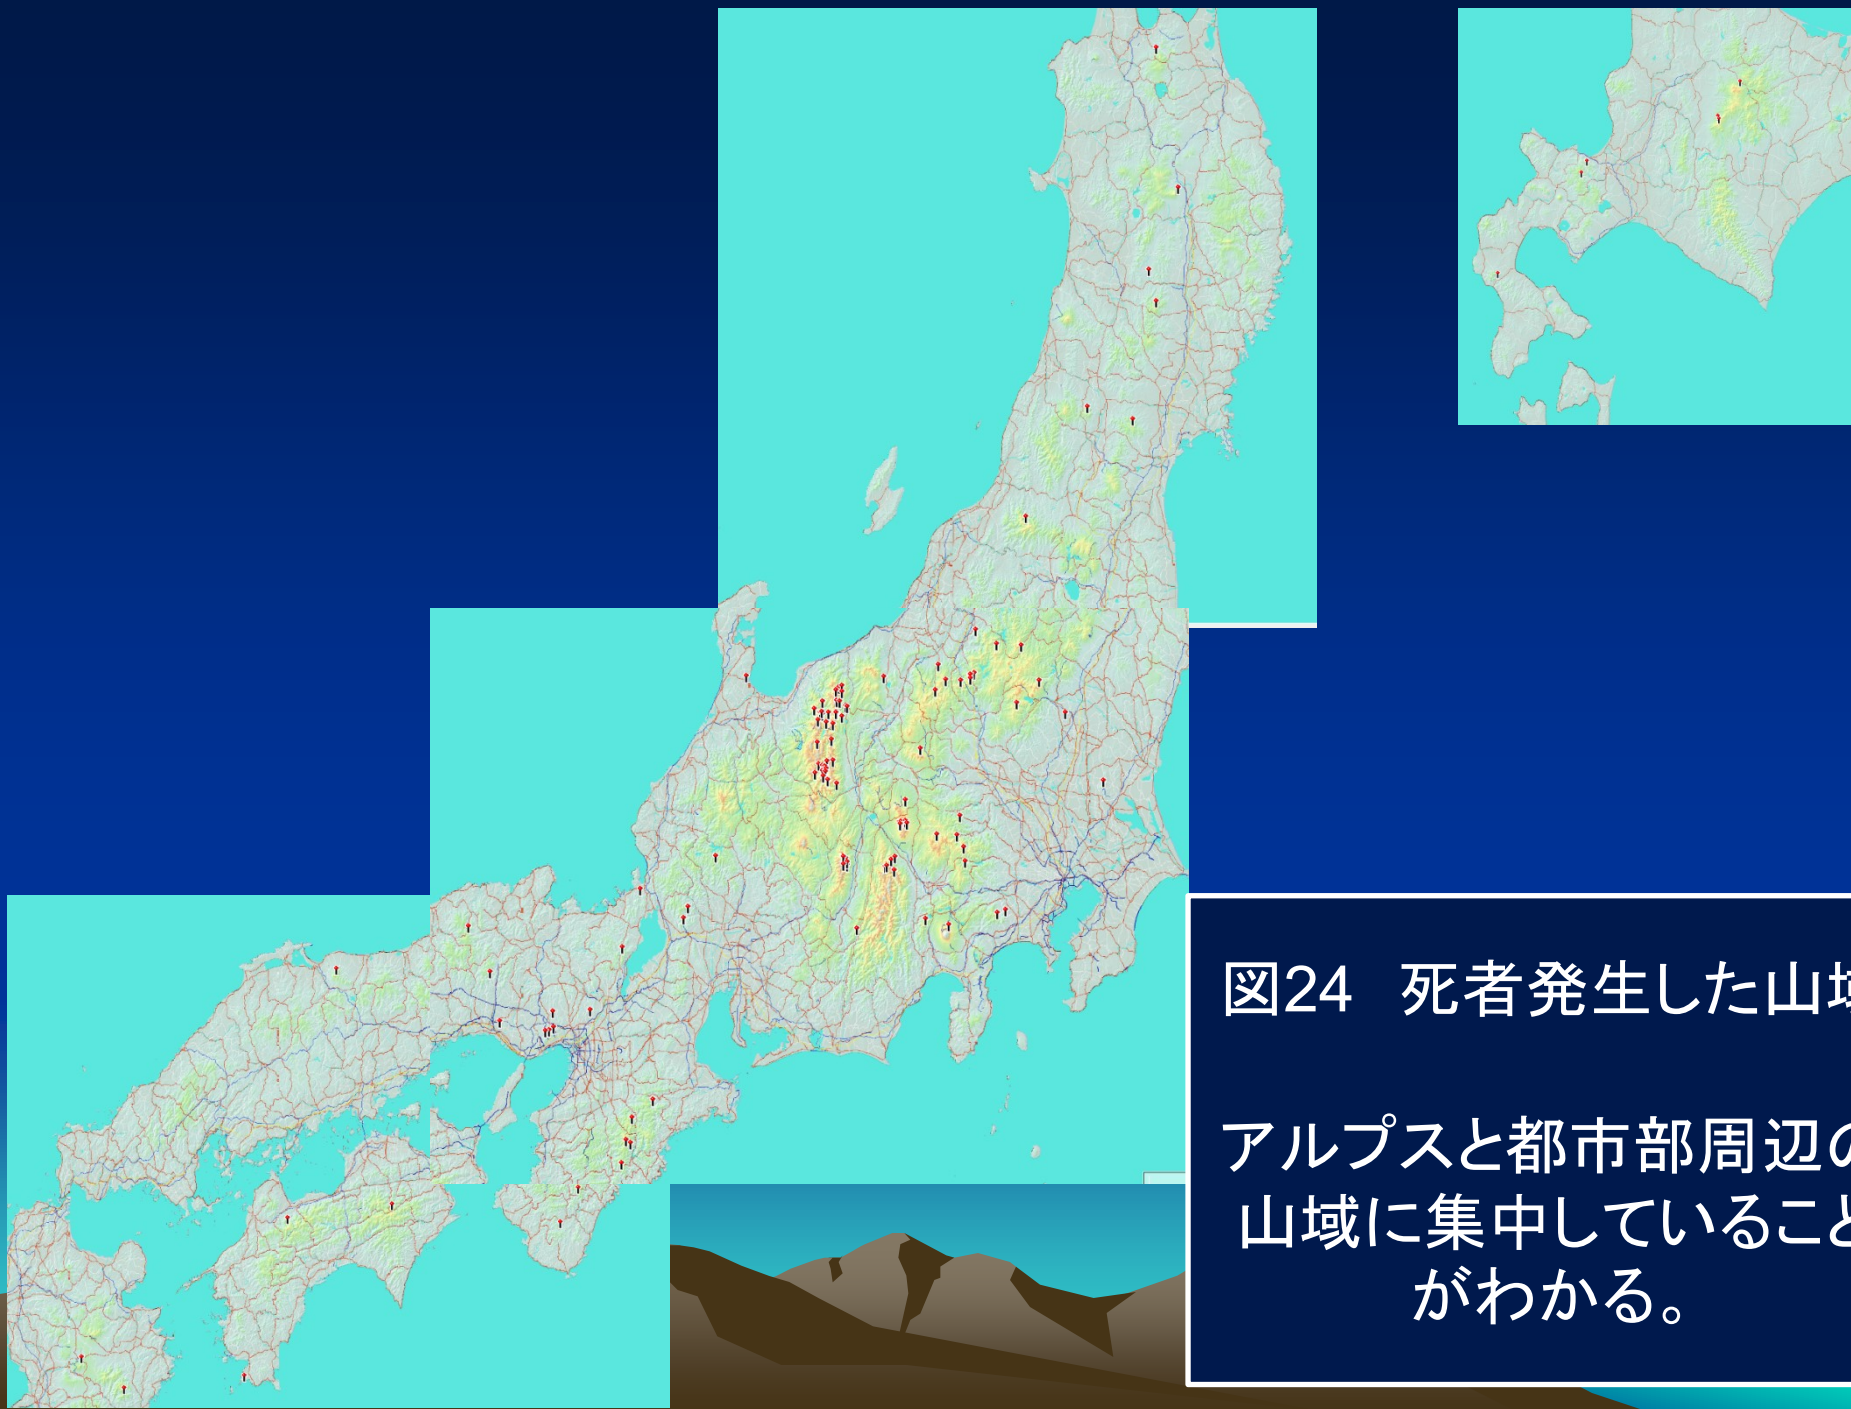 図24　死者発生した山域
アルプスと都市部周辺の
山域に集中していること
がわかる。